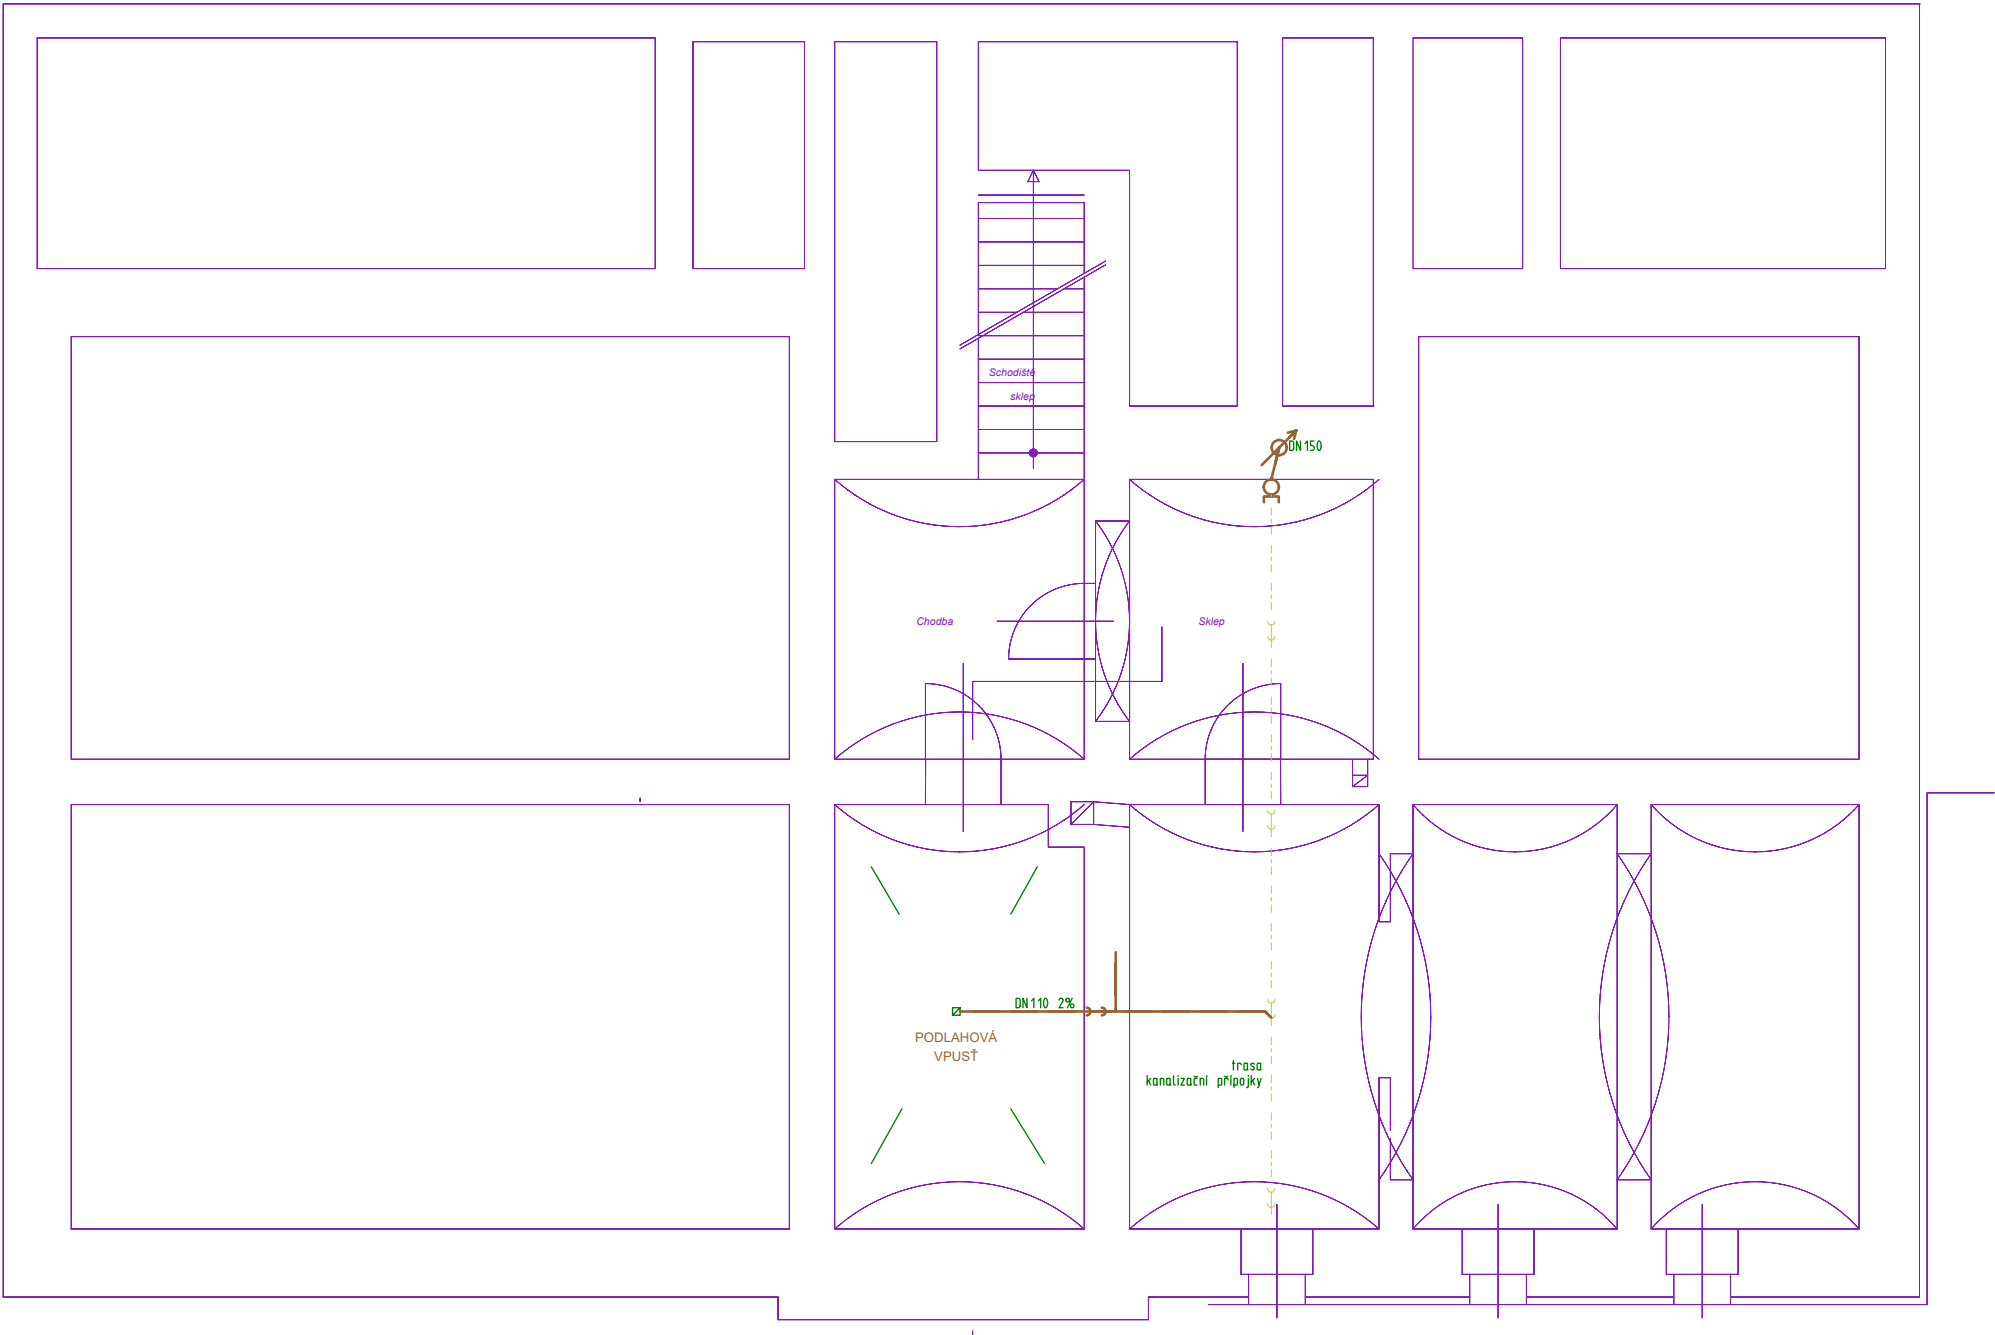 Schodiště
sklep
DN150
Chodba
Sklep
DN110 2%
PODLAHOVÁ
VPUSŤ
trasa
kanalizační přípojky